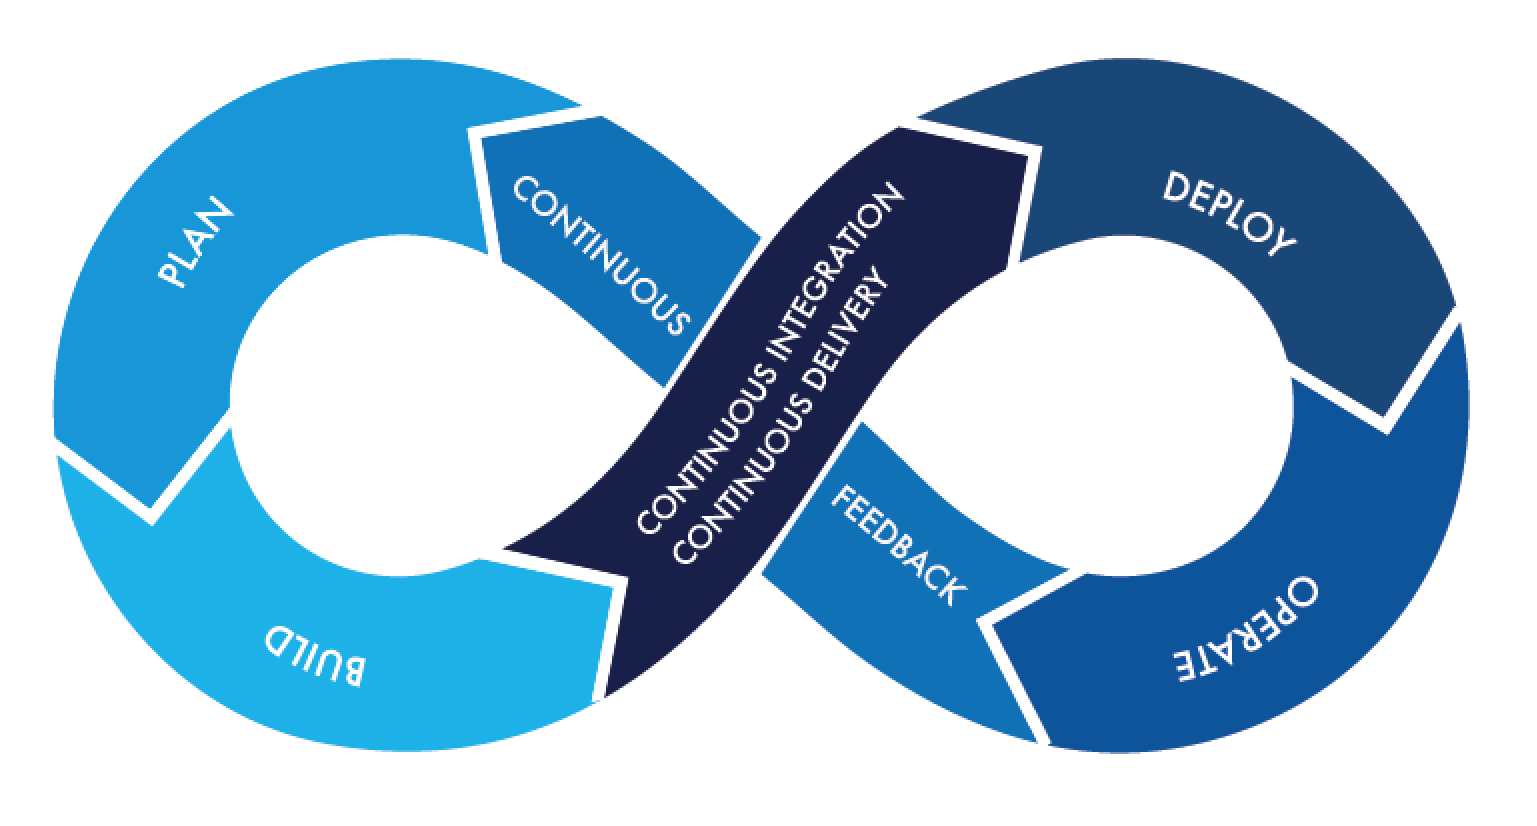 PLAN
CONTINUOUS
CONTINUOUS INTEGRATION
CONTINUOUS DELIVERY
DEPLOY
FEEDBACK
OPERATE
BUILD